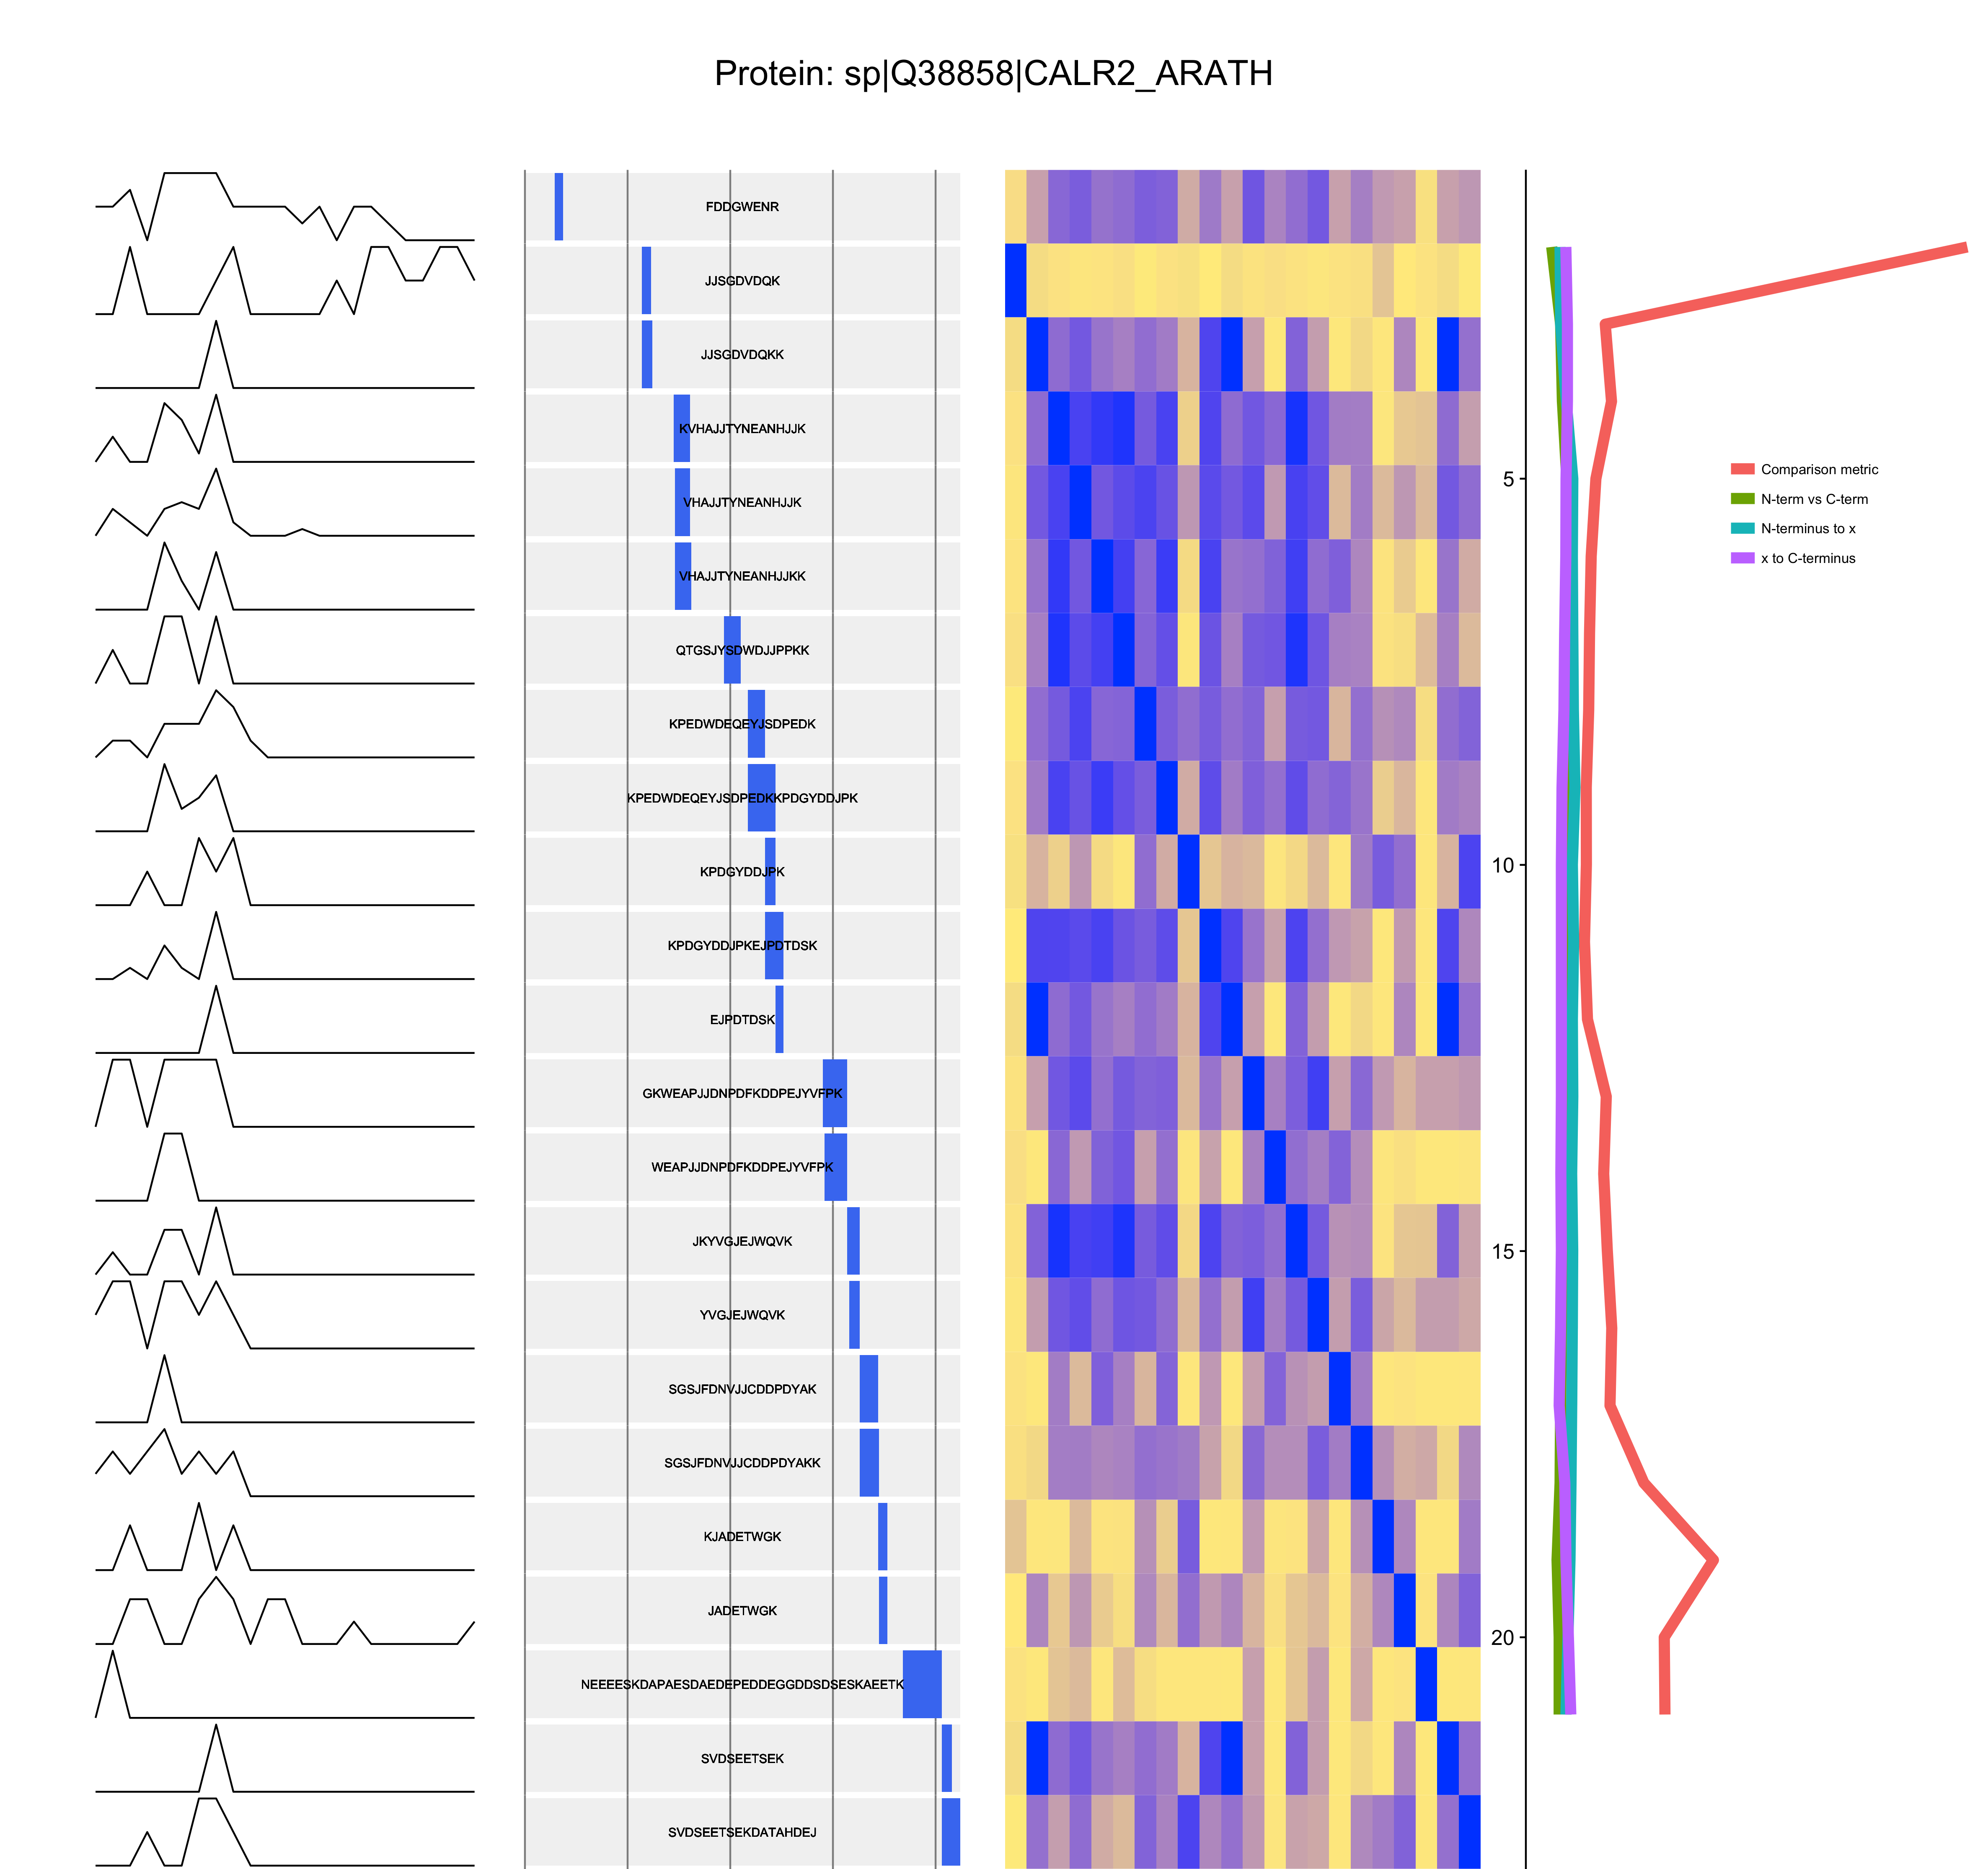 Protein: sp|Q38858|CALR2_ARATH
FDDGWENR
JJSGDVDQK
JJSGDVDQKK
KVHAJJTYNEANHJJK
VHAJJTYNEANHJJK
VHAJJTYNEANHJJKK
QTGSJYSDWDJJPPKK
KPEDWDEQEYJSDPEDK
KPEDWDEQEYJSDPEDKKPDGYDDJPK
KPDGYDDJPK
KPDGYDDJPKEJPDTDSK
EJPDTDSK
GKWEAPJJDNPDFKDDPEJYVFPK
WEAPJJDNPDFKDDPEJYVFPK
JKYVGJEJWQVK
YVGJEJWQVK
SGSJFDNVJJCDDPDYAK
SGSJFDNVJJCDDPDYAKK
KJADETWGK
JADETWGK
NEEEESKDAPAESDAEDEPEDDEGGDDSDSESKAEETK
SVDSEETSEK
SVDSEETSEKDATAHDEJ
5
10
15
20
Comparison metric
N-term vs C-term
N-terminus to x
x to C-terminus